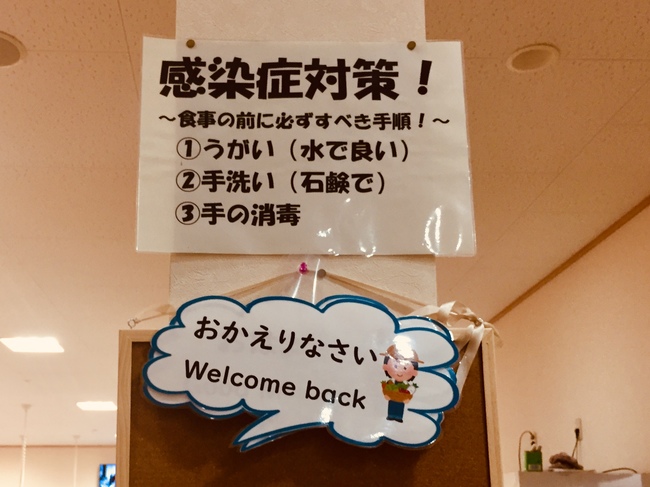 感染症対策！
～食事の前に必ずすべき手順！～
①うがい（水で良い）
②手洗い（石鹸で）
③手の消毒
おかえりなさい
Welcome back